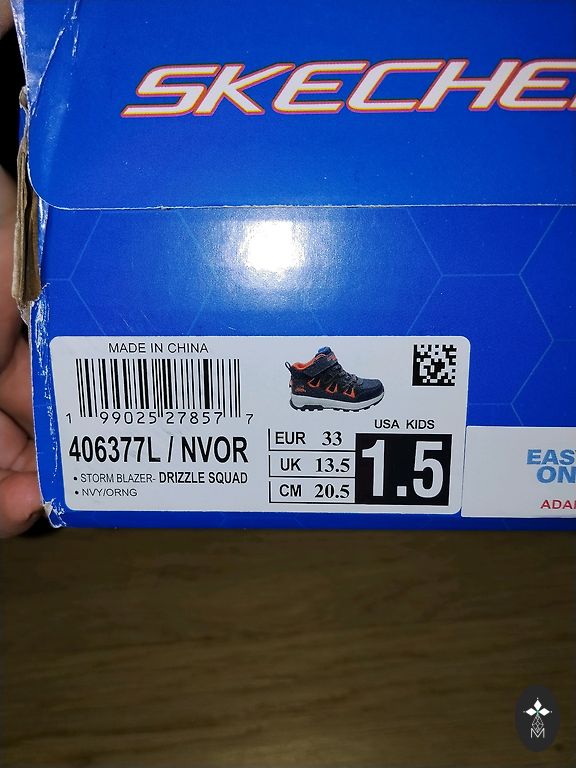 SKECHE
MADE IN CHINA
1 99025 27857 7
406377L / NVOR
• STORM BLAZER- DRIZZLE SQUAD
• NVY/ORNG
USA KIDS
EUR 33
UK 13.5
CM 20.5
1.5
EAS
ON
ADA
M